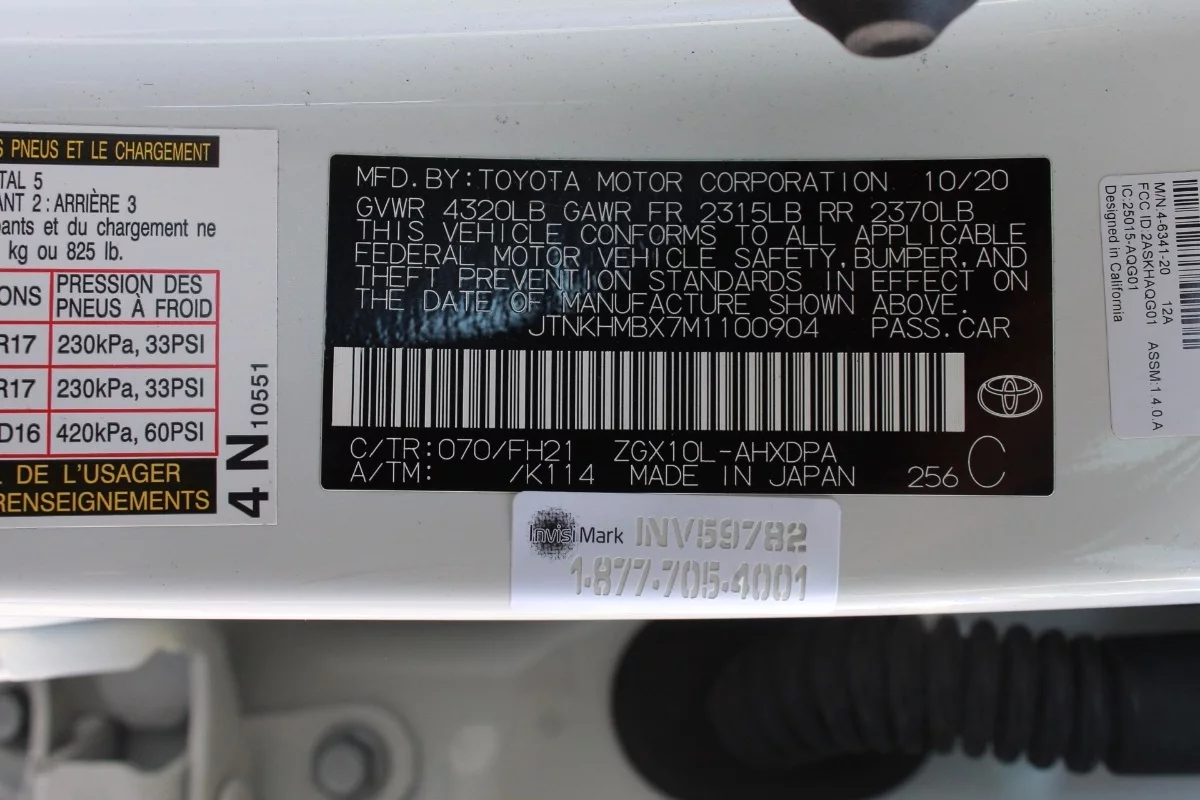 S PNEUS ET LE CHARGEMENT
TAL 5
ANT 2 : ARRIÈRE 3
pants et du chargement ne
kg ou 825 lb.
ONS PRESSION DES PNEUS À FROID
R17 230kPa, 33PSI
R17 230kPa, 33PSI
D16 420kPa, 60PSI
DE L'USAGER
RENSEIGNEMENTS
4N 10551
MFD.BY:TOYOTA MOTOR CORPORATION 10/20
GVWR 4320LB GAWR FR 2315LB RR 2370LB
THIS VEHICLE CONFORMS TO ALL APPLICABLE
FEDERAL MOTOR VEHICLE SAFETY,BUMPER,AND
THEFT PREVENTION STANDARDS IN EFFECT ON
THE DATE OF MANUFACTURE SHOWN ABOVE.
JTNKHMBX7M1100904 PASS.CAR
C/TR:070/FH21 ZGX10L-AHXDPA
A/TM: /K114 MADE IN JAPAN 256 C
InvisiMark INV59782
1-877-705-4001
M/N:4-6341-20 12A
FCC ID:2ASKHAQG01 ASSM:1.4.0.A
IC:25015-AQG01
Designed in California